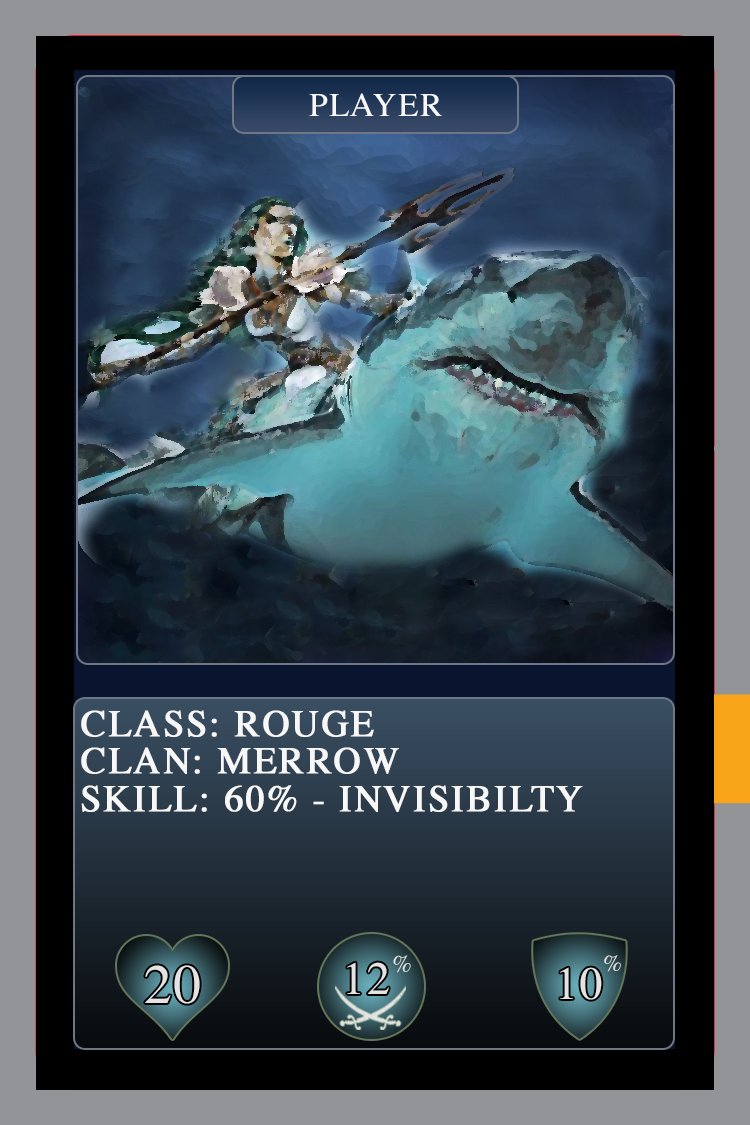 PLAYER
CLASS: ROUGE
CLAN: MERROW
SKILL: 60% - INVISIBILTY
20
12%
10%